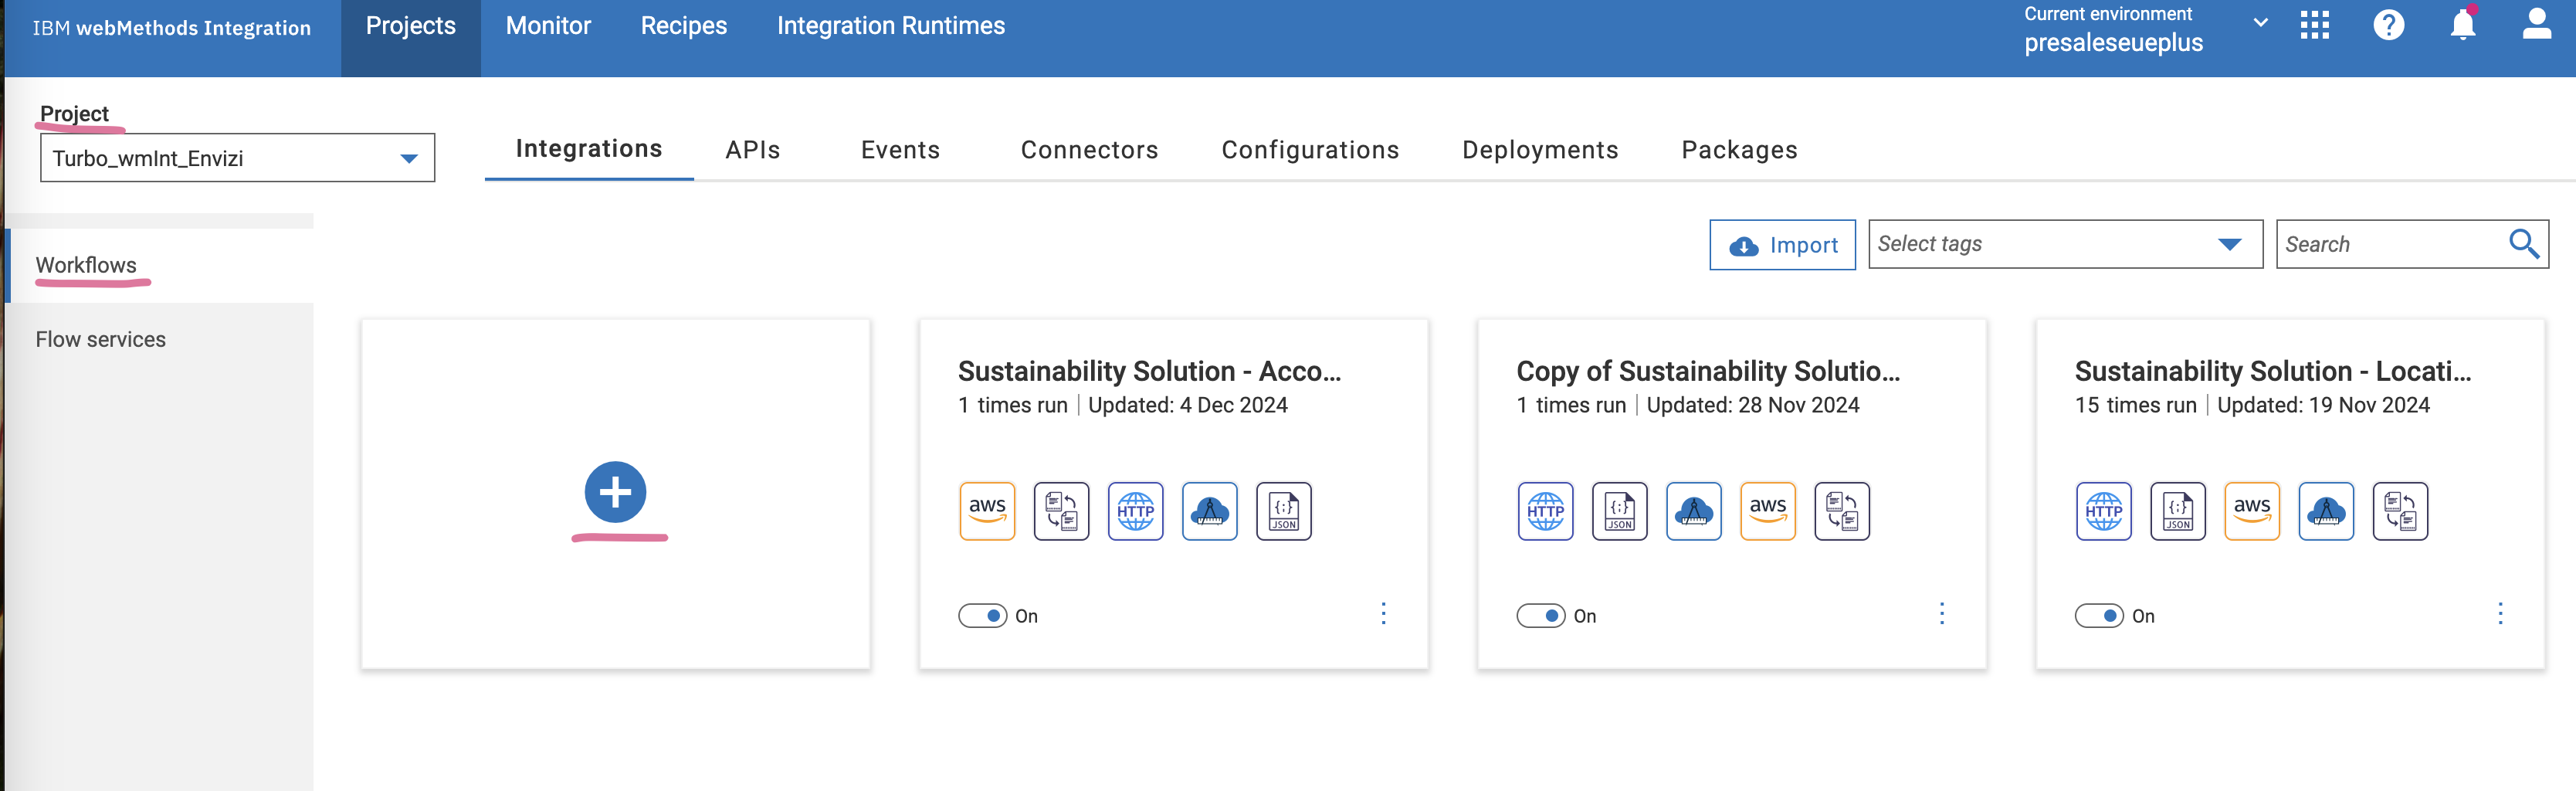 IBM webMethods Integration
Projects
Monitor
Recipes
Integration Runtimes
Current environment
presaleseueplus
Project
Turbo_wmInt_Envizi
Integrations
APIs
Events
Connectors
Configurations
Deployments
Packages
Workflows
Flow services
Import
Select tags
Search
Sustainability Solution - Acco...
1 times run | Updated: 4 Dec 2024
aws
HTTP
{;}
JSON
On
Copy of Sustainability Solutio...
1 times run | Updated: 28 Nov 2024
HTTP
{;}
JSON
aws
On
Sustainability Solution - Locati...
15 times run | Updated: 19 Nov 2024
HTTP
{;}
JSON
aws
On